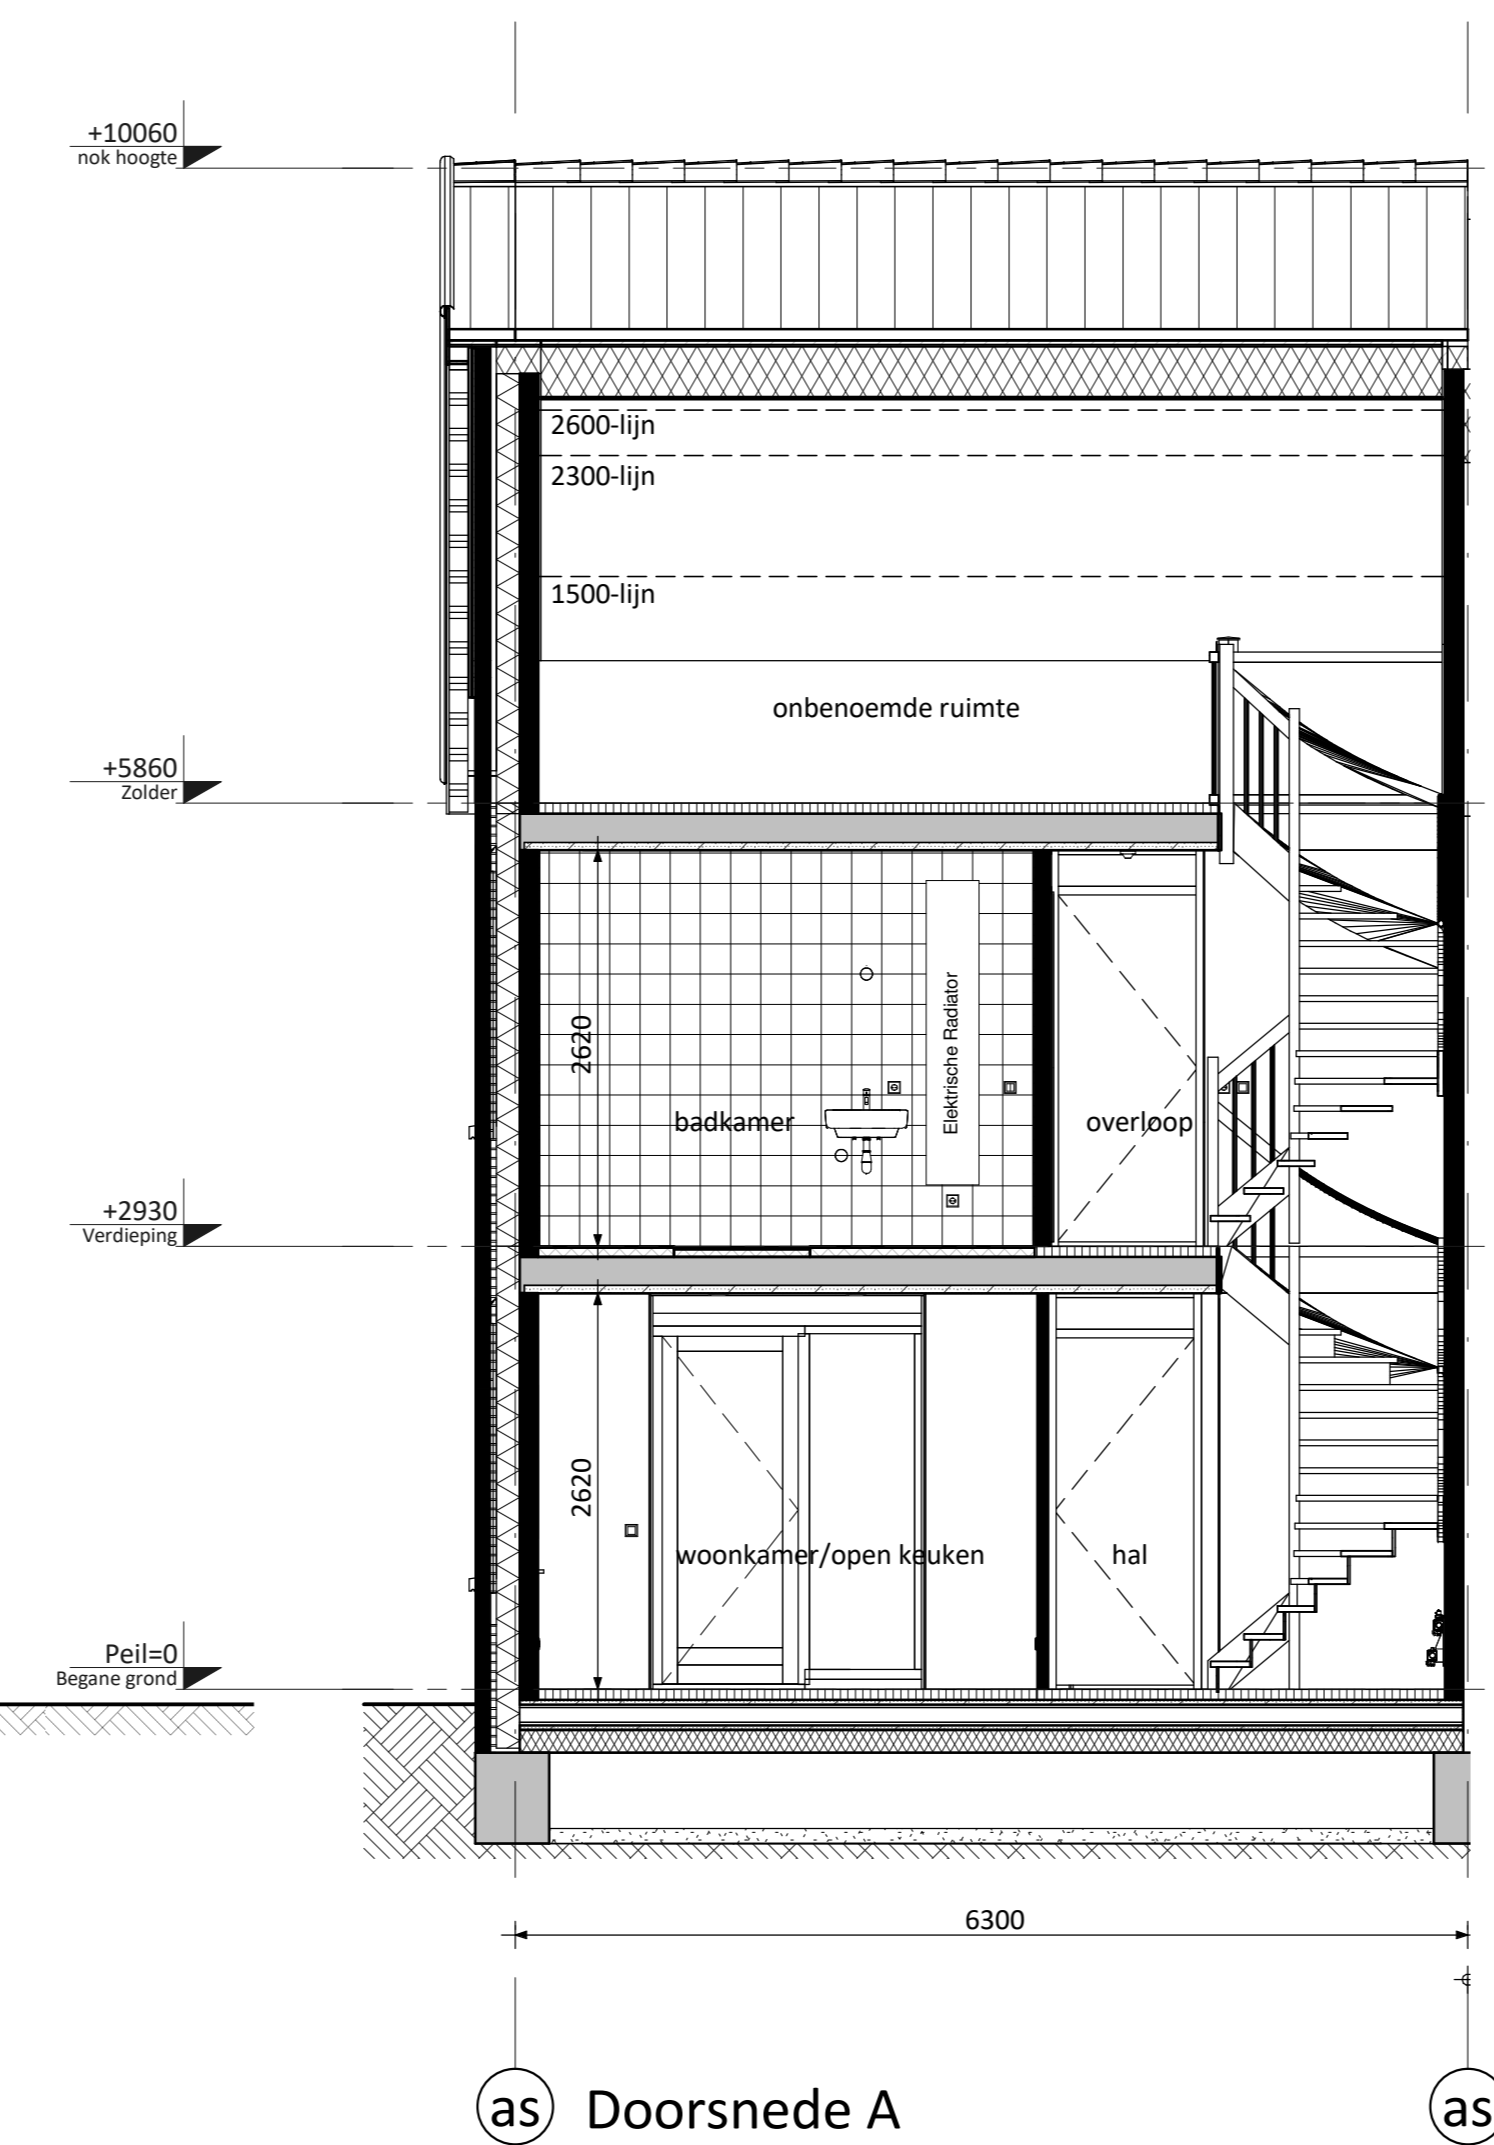 +10060
nok hoogte
2600-lijn
2300-lijn
1500-lijn
onbenoemde ruimte
+5860
Zolder
2620
Elektrische Radiator
badkamer
overloop
+2930
Verdieping
2620
woonkamer/open keuken
hal
Peil=0
Begane grond
6300
as
Doorsnede A
as